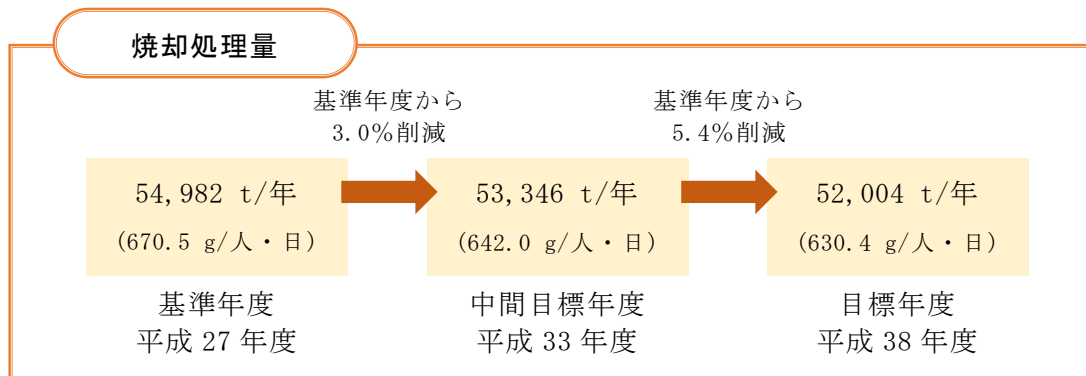 焼却処理量
基準年度から
3.0％削減
基準年度から
5.4％削減
54,982 t/年
(670.5 g/人・日)
53,346 t/年
(642.0 g/人・日)
52,004 t/年
(630.4 g/人・日)
基準年度
平成 27 年度
中間目標年度
平成 33 年度
目標年度
平成 38 年度